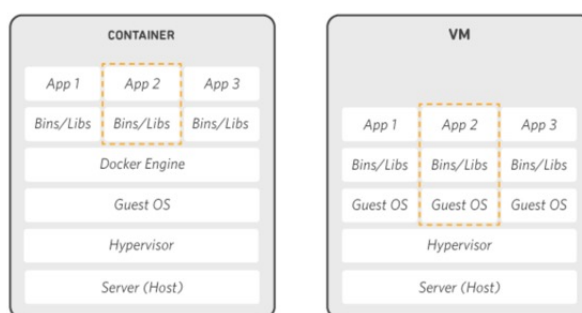 CONTAINER
App 1 App 2 App 3
Bins/Libs Bins/Libs Bins/Libs
Docker Engine
Guest OS
Hypervisor
Server (Host)
VM
App 1 App 2 App 3
Bins/Libs Bins/Libs Bins/Libs
Guest OS Guest OS Guest OS
Hypervisor
Server (Host)